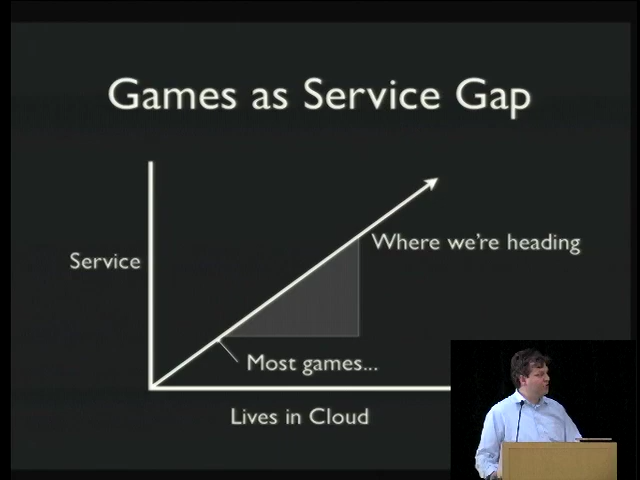 Games as Service Gap
Where we're heading
Service
Most games...
Lives in Cloud